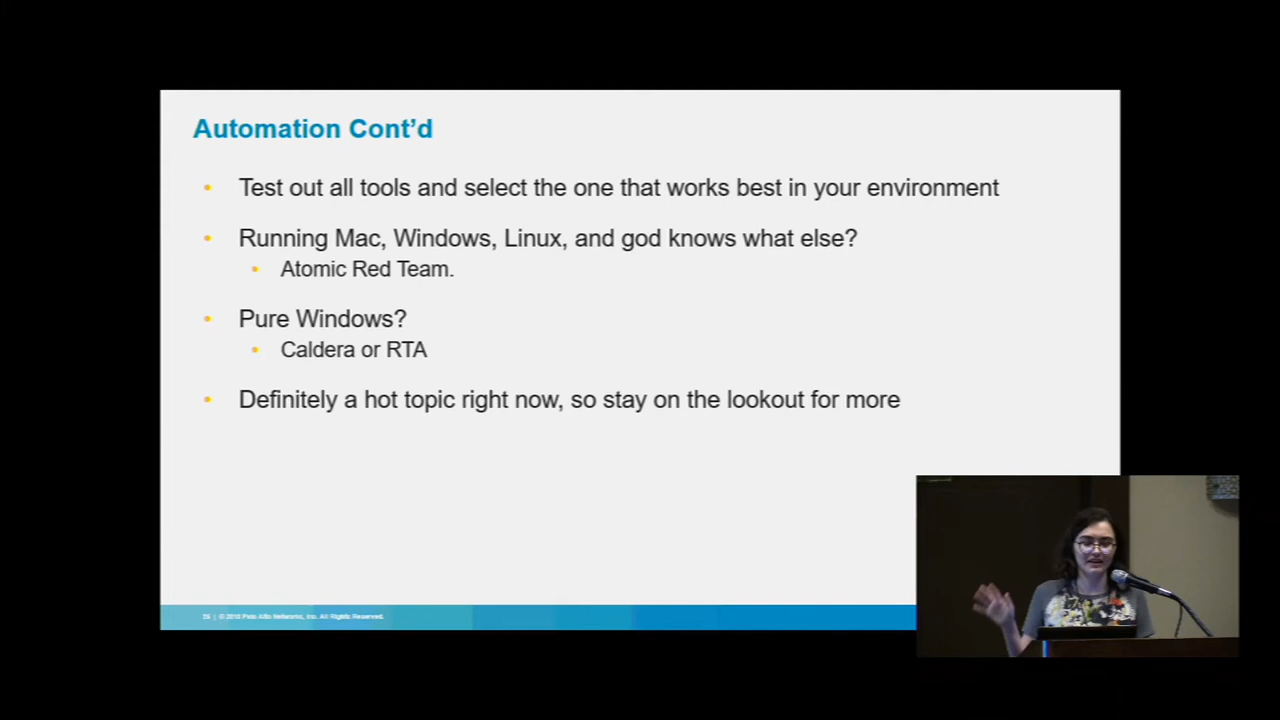 Automation Cont’d
• Test out all tools and select the one that works best in your environment
• Running Mac, Windows, Linux, and god knows what else?
• Atomic Red Team.
• Pure Windows?
• Caldera or RTA
• Definitely a hot topic right now, so stay on the lookout for more
| © 2018 Palo Alto Networks, Inc. All Rights Reserved.